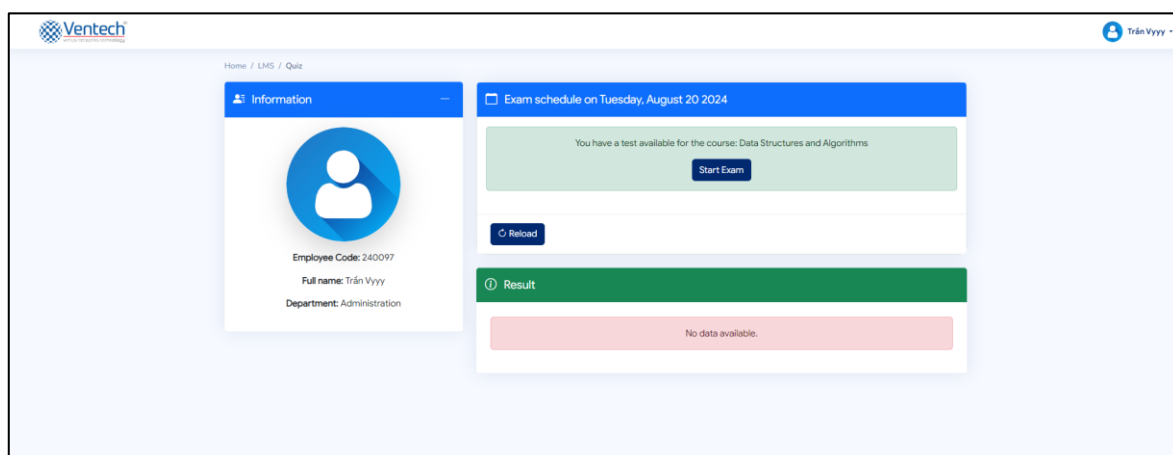 Ventech
Trần Vyyy
Home / LMS / Quiz
Information
Employee Code: 240097
Full name: Trần Vyyy
Department: Administration
Exam schedule on Tuesday, August 20 2024
You have a test available for the course: Data Structures and Algorithms
Start Exam
Reload
Result
No data available.